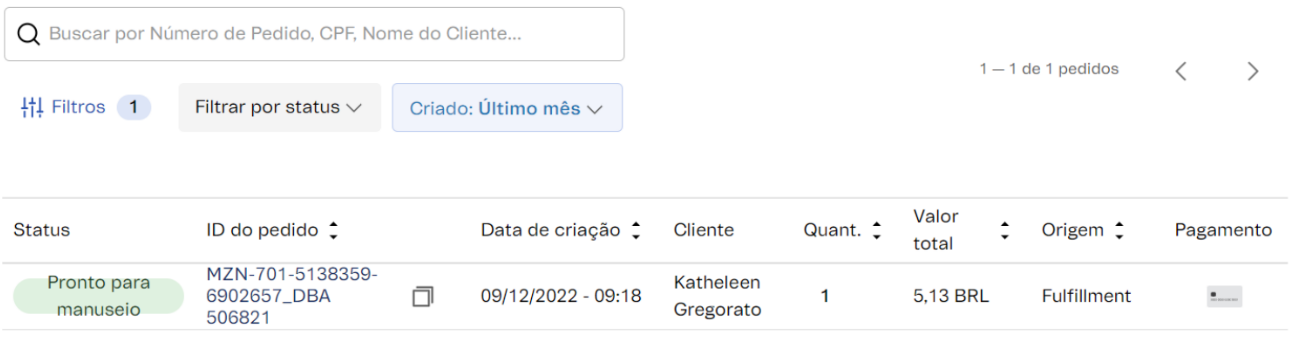 Buscar por Número de Pedido, CPF, Nome do Cliente...
1 — 1 de 1 pedidos
Filtros 1 Filtrar por status Criado: Último mês
Status ID do pedido Data de criação Cliente Quant. Valor total Origem Pagamento
Pronto para manuseio MZN-701-5138359-6902657_DBA 506821 09/12/2022 - 09:18 Katheleen Gregorato 1 5,13 BRL Fulfillment